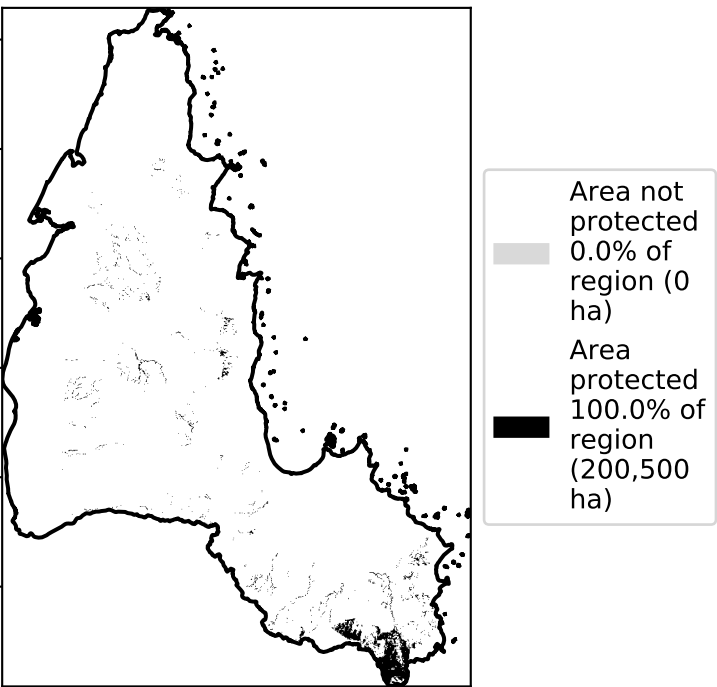 Area not
protected
0.0% of
region (0
ha)
Area
protected
100.0% of
region
(200,500
ha)